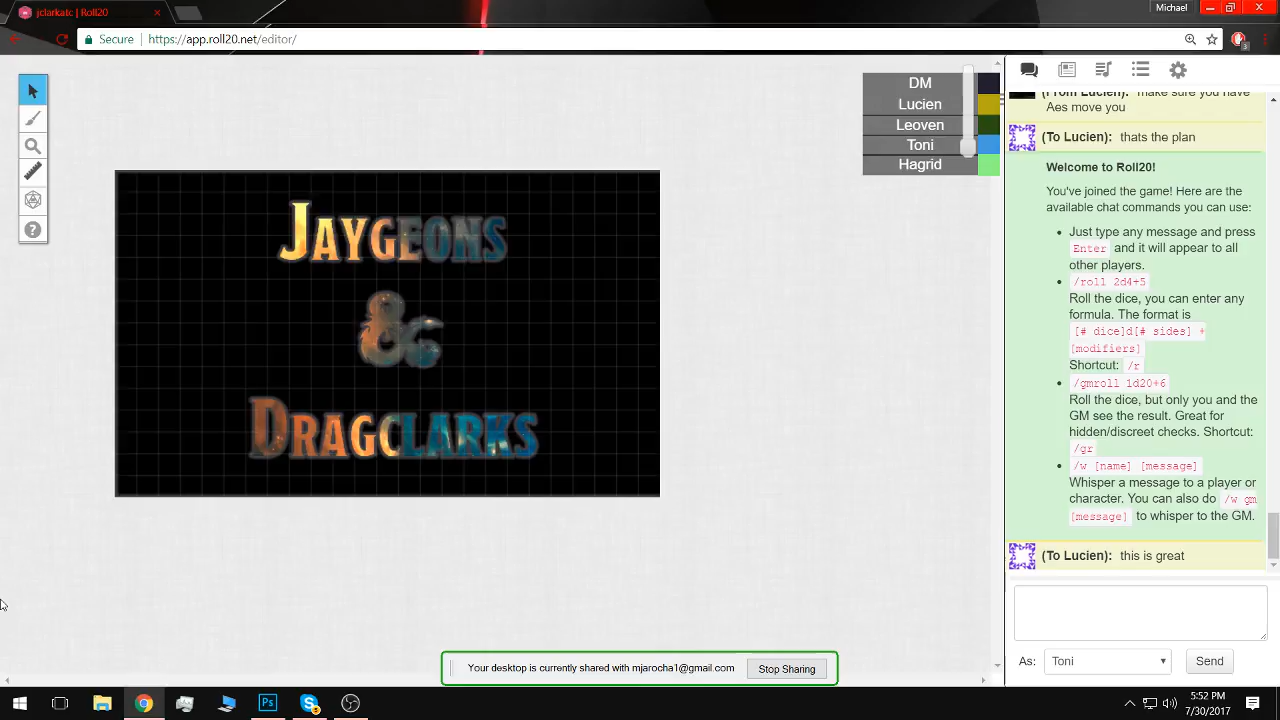 jclarkatc | Roll20
Michael
Secure
https://app.roll20.net/editor/
3
DM
Lucien
Leoven
Toni
Hagrid
JAYGEONS
&
DRAGCLARKS
(From Lucien): make sure you have
Aes move you
(To Lucien): thats the plan
Welcome to Roll20!
You've joined the game! Here are the
available chat commands you can use:
Just type any message and press
Enter and it will appear to all
other players.
/roll 2d4+5
Roll the dice, you can enter any
formula. The format is
[# dice]d[# sides] +
[modifiers]
Shortcut: /r
/gmroll 1d20+6
Roll the dice, but only you and the
GM see the result. Great for
hidden/discreet checks. Shortcut:
/gr
/w [name] [message]
Whisper a message to a player or
character. You can also do /w gm
[message] to whisper to the GM.
(To Lucien): this is great
As: Toni
Send
Your desktop is currently shared with mjarocha1@gmail.com
Stop Sharing
Ps
5:52 PM
7/30/2017